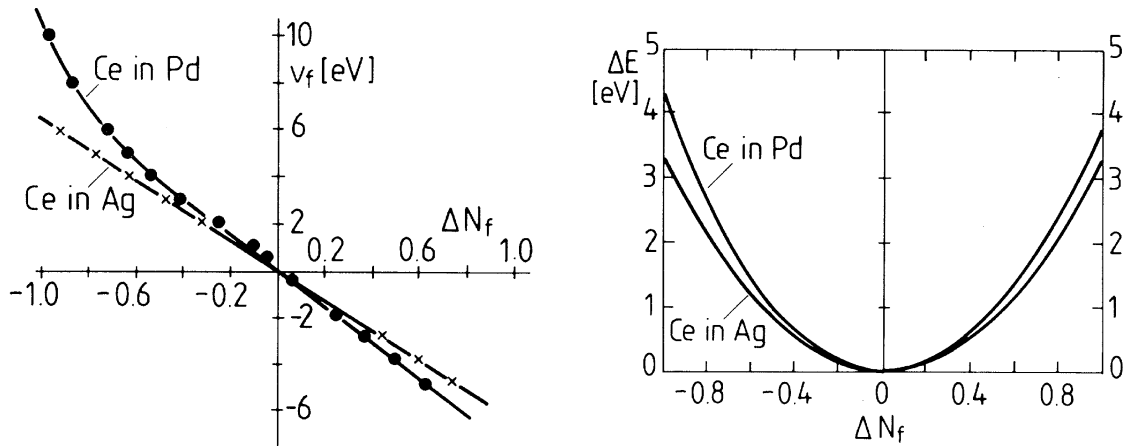 10
ν_f [eV]
Ce in Pd
6
Ce in Ag
2
ΔN_f
0.2 0.6 1.0
-1.0 -0.6 -0.2
-2
-6
5 5
ΔE
[eV]
4 4
Ce in Pd
3 3
2 2
1 1
Ce in Ag
0 0
-0.8 -0.4 0 0.4 0.8
ΔN_f